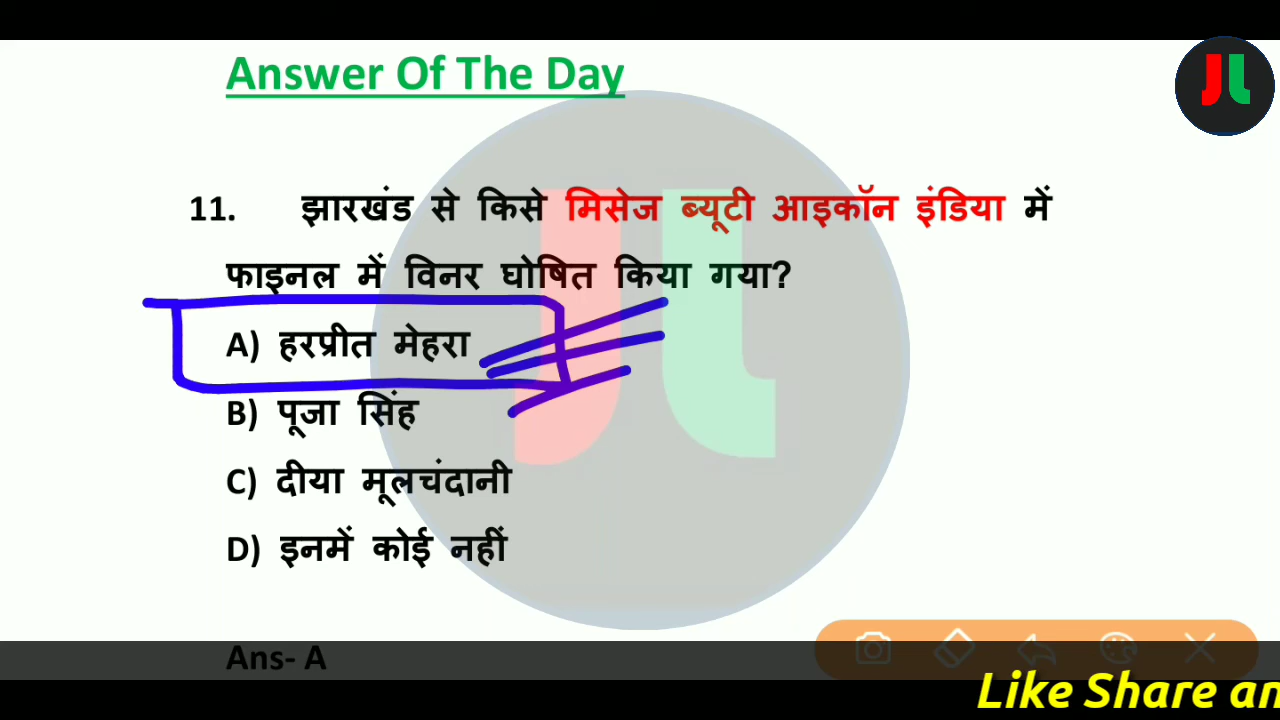 Answer Of The Day
JL
11. झारखंड से किसे मिसेज ब्यूटी आइकॉन इंडिया में
फाइनल में विनर घोषित किया गया?
A) हरप्रीत मेहरा
B) पूजा सिंह
C) दीया मूलचंदानी
D) इनमें कोई नहीं
Ans- A
Like Share an